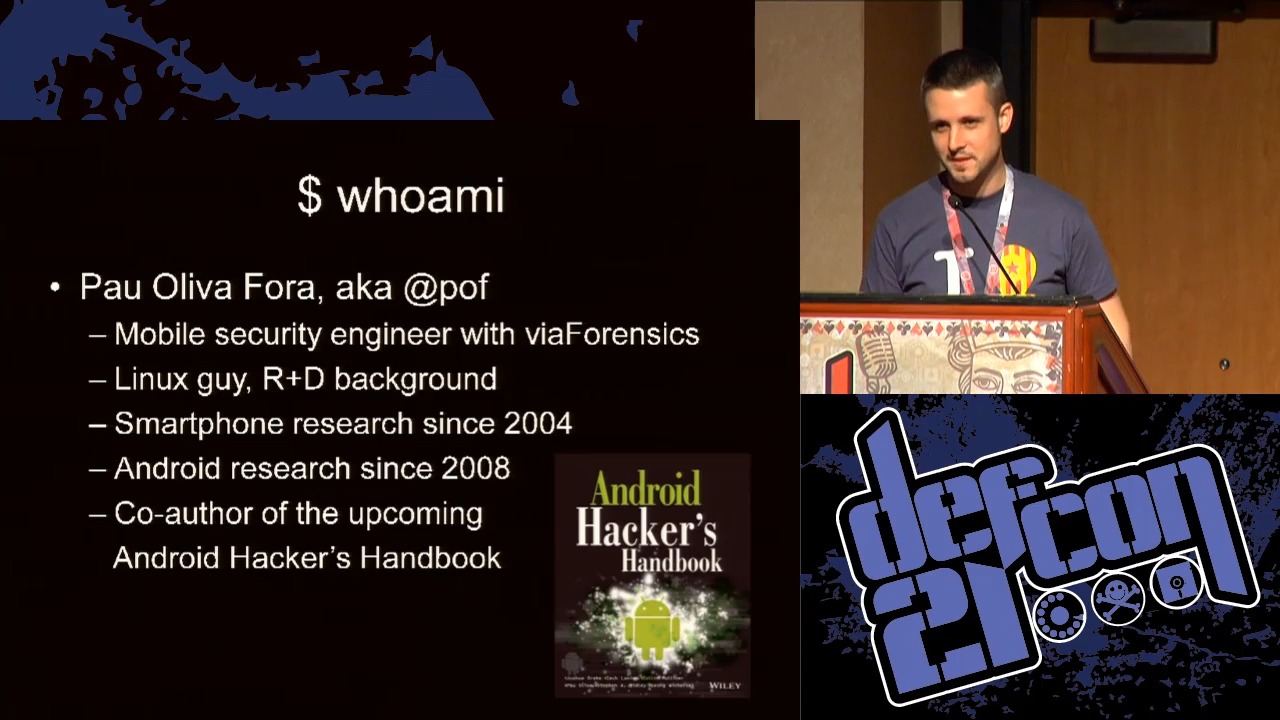 $ whoami
• Pau Oliva Fora, aka @pof
– Mobile security engineer with viaForensics
– Linux guy, R+D background
– Smartphone research since 2004
– Android research since 2008
– Co-author of the upcoming
Android Hacker's Handbook
Android
Hacker's
Handbook
WILEY
I
defcon
21